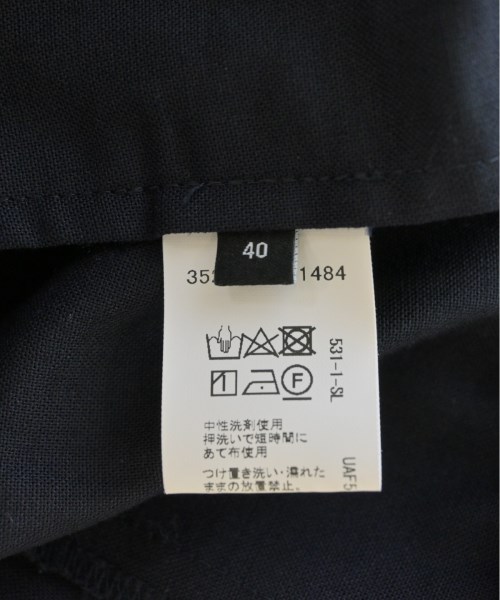 40
35 1484
531-1-SL
F
中性洗剤使用
押洗いで短時間に
あて布使用
つけ置き洗い・濡れた
ままの放置禁止。
UAF5